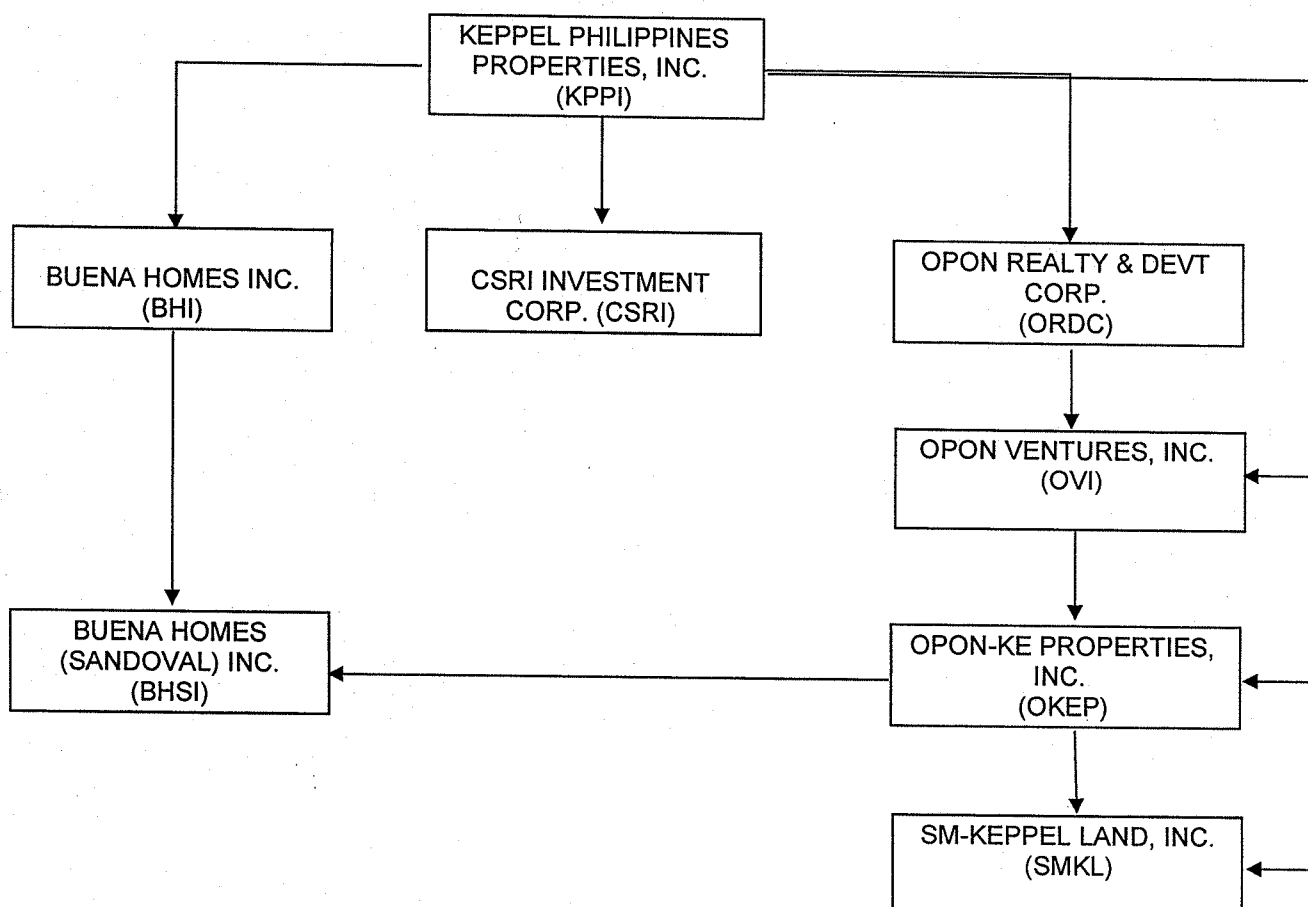 KEPPEL PHILIPPINES
PROPERTIES, INC.
(KPPI)
BUENA HOMES INC.
(BHI)
CSRI INVESTMENT
CORP. (CSRI)
OPON REALTY & DEVT
CORP.
(ORDC)
OPON VENTURES, INC.
(OVI)
BUENA HOMES
(SANDOVAL) INC.
(BHSI)
OPON-KE PROPERTIES,
INC.
(OKEP)
SM-KEPPEL LAND, INC.
(SMKL)